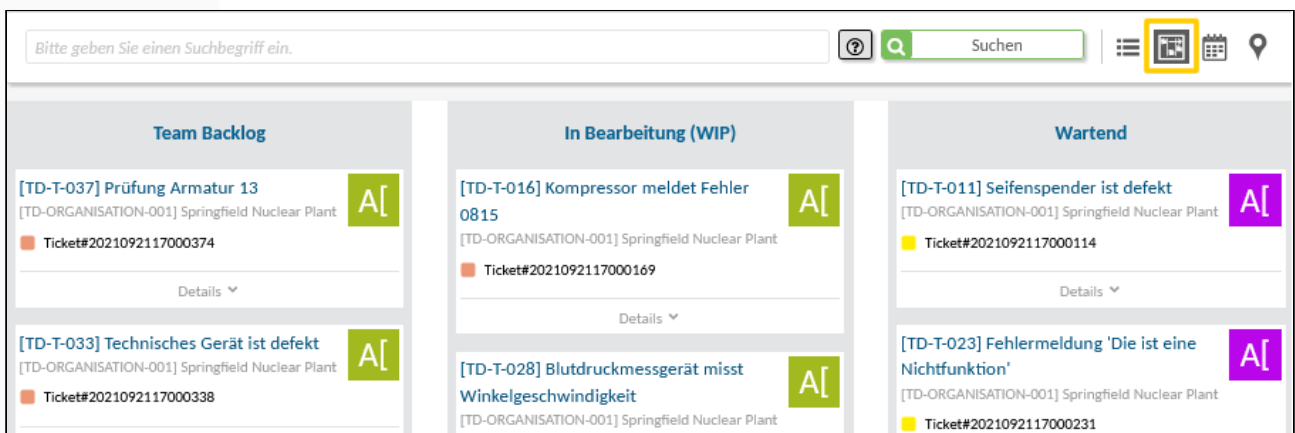 Bitte geben Sie einen Suchbegriff ein.
?
Suchen
Team Backlog
[TD-T-037] Prüfung Armatur 13
[TD-ORGANISATION-001] Springfield Nuclear Plant
A[
Ticket#2021092117000374
Details
[TD-T-033] Technisches Gerät ist defekt
[TD-ORGANISATION-001] Springfield Nuclear Plant
A[
Ticket#2021092117000338
In Bearbeitung (WIP)
[TD-T-016] Kompressor meldet Fehler
0815
[TD-ORGANISATION-001] Springfield Nuclear Plant
A[
Ticket#2021092117000169
Details
[TD-T-028] Blutdruckmessgerät misst
Winkelgeschwindigkeit
[TD-ORGANISATION-001] Springfield Nuclear Plant
A[
Wartend
[TD-T-011] Seifenspender ist defekt
[TD-ORGANISATION-001] Springfield Nuclear Plant
A[
Ticket#2021092117000114
Details
[TD-T-023] Fehlermeldung 'Die ist eine
Nichtfunktion'
[TD-ORGANISATION-001] Springfield Nuclear Plant
A[
Ticket#2021092117000231